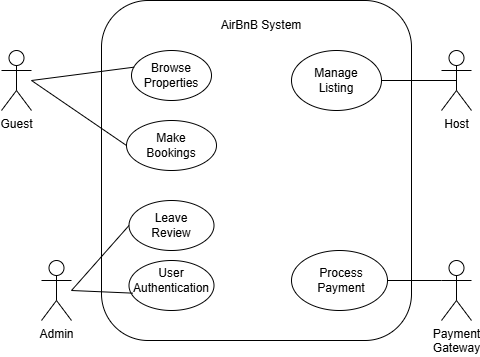 AirBnB System
Browse
Properties
Manage
Listing
Guest
Host
Make
Bookings
Leave
Review
User
Authentication
Process
Payment
Admin
Payment
Gateway